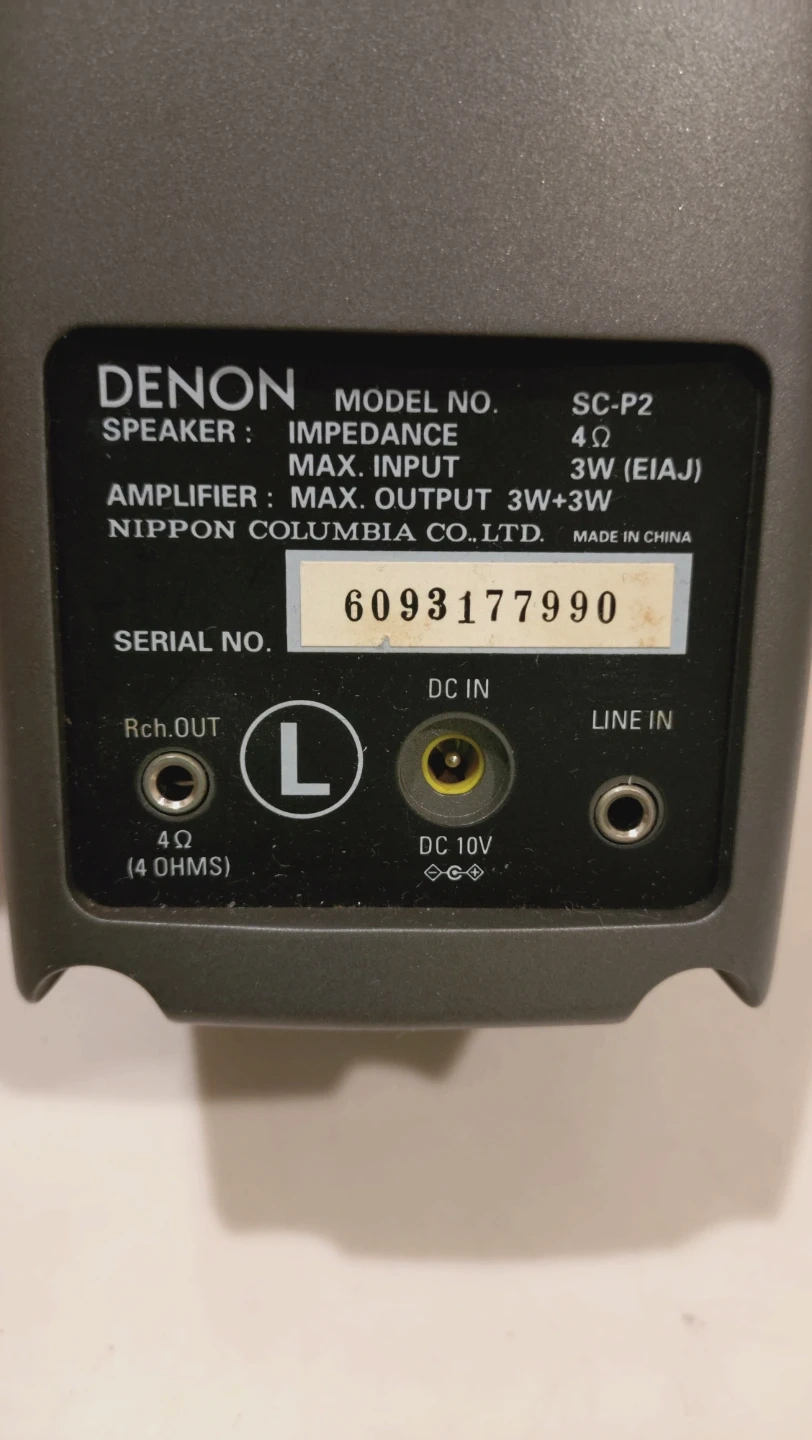 DENON MODEL NO. SC-P2
SPEAKER : IMPEDANCE 4Ω
MAX. INPUT 3W (EIAJ)
AMPLIFIER : MAX. OUTPUT 3W+3W
NIPPON COLUMBIA CO.,LTD. MADE IN CHINA
SERIAL NO. 6093177990
DC IN
Rch.OUT L LINE IN
4Ω DC 10V
(4 OHMS) - C +